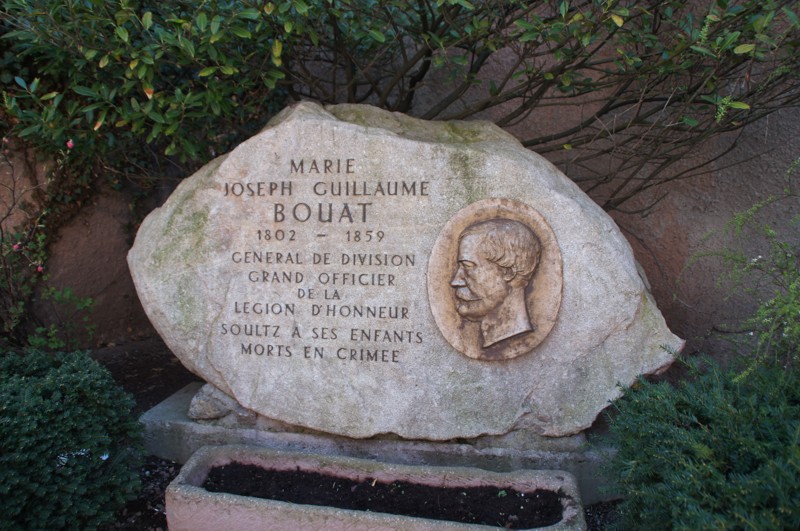 MARIE
JOSEPH GUILLAUME
BOUAT
1802 - 1859
GENERAL DE DIVISION
GRAND OFFICIER
DE LA
LEGION D'HONNEUR
SOULTZ A SES ENFANTS
MORTS EN CRIMEE